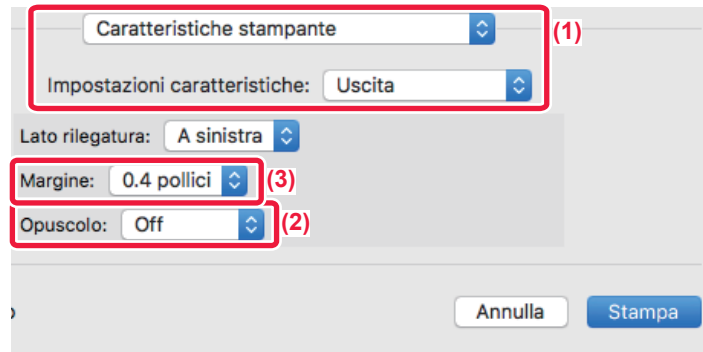 Caratteristiche stampante (1)
Impostazioni caratteristiche: Uscita
Lato rilegatura: A sinistra
Margine: 0.4 pollici (3)
Opuscolo: Off (2)
Annulla Stampa